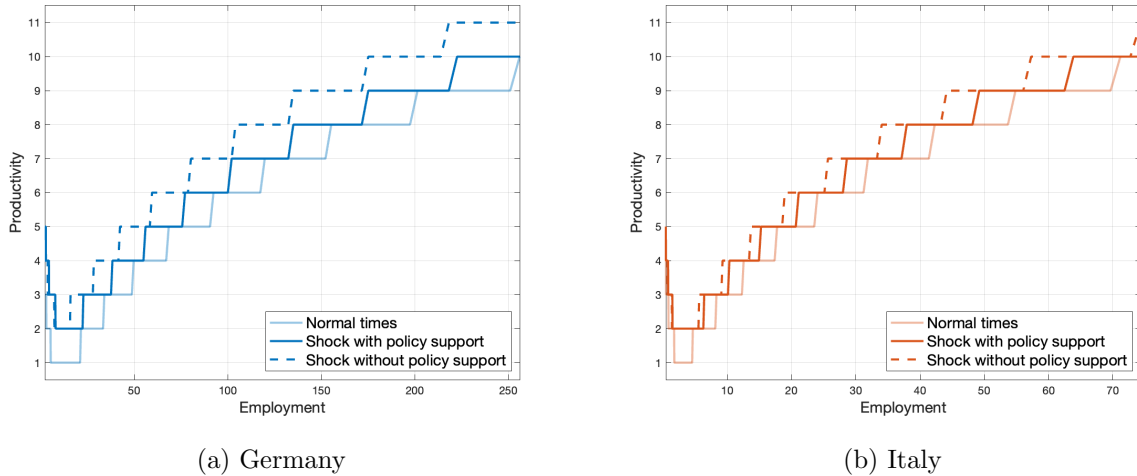 11
10
9
8
7
6
5
4
3
2
1
Productivity
50
100
150
200
250
Employment
Normal times
Shock with policy support
Shock without policy support
(a) Germany
11
10
9
8
7
6
5
4
3
2
1
Productivity
10
20
30
40
50
60
70
Employment
Normal times
Shock with policy support
Shock without policy support
(b) Italy